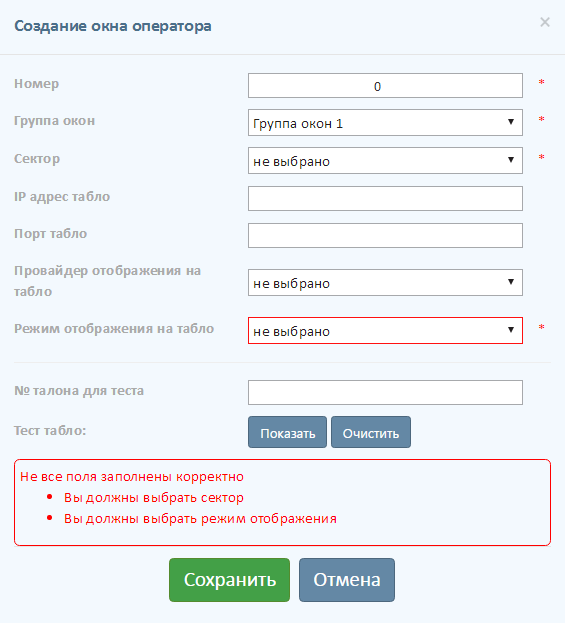 Создание окна оператора ×
Номер 0 *
Группа окон Группа окон 1 *
Сектор не выбрано *
IP адрес табло
Порт табло
Провайдер отображения на
табло не выбрано
Режим отображения на табло не выбрано *
№ талона для теста
Тест табло: Показать Очистить
Не все поля заполнены корректно
• Вы должны выбрать сектор
• Вы должны выбрать режим отображения
Сохранить Отмена